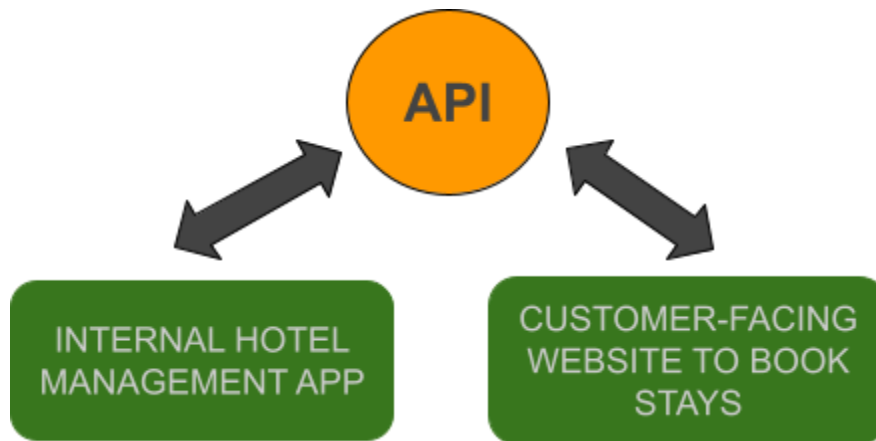 API
INTERNAL HOTEL
MANAGEMENT APP
CUSTOMER-FACING
WEBSITE TO BOOK
STAYS